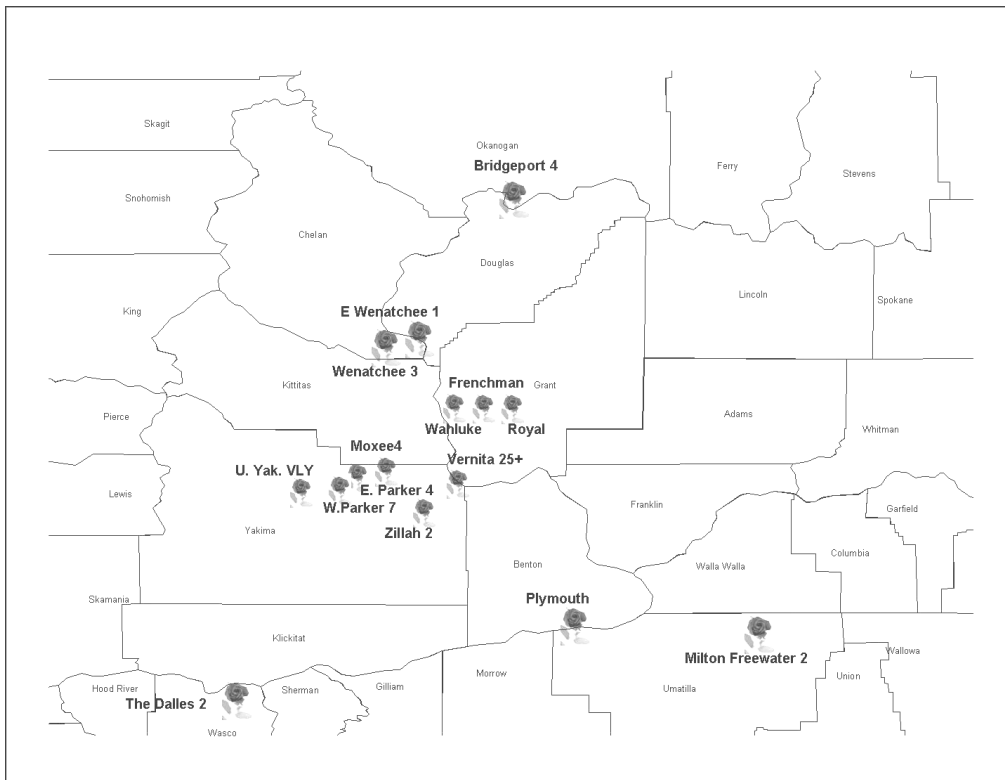 Skagit
Okanogan
Bridgeport 4
Ferry
Stevens
Snohomish
Chelan
Douglas
King
E Wenatchee 1
Lincoln
Spokane
Wenatchee 3
Kittitas
Frenchman
Grant
Pierce
Wahluke
Royal
Adams
Whitman
Moxee4
Vernita 25+
U. Yak. VLY
Lewis
E. Parker 4
W.Parker 7
Franklin
Garfield
Yakima
Zillah 2
Columbia
Benton
Walla Walla
Skamania
Plymouth
Klickitat
Milton Freewater 2
Wallowa
Hood River
Sherman
Gilliam
Morrow
Umatilla
Union
The Dalles 2
Wasco